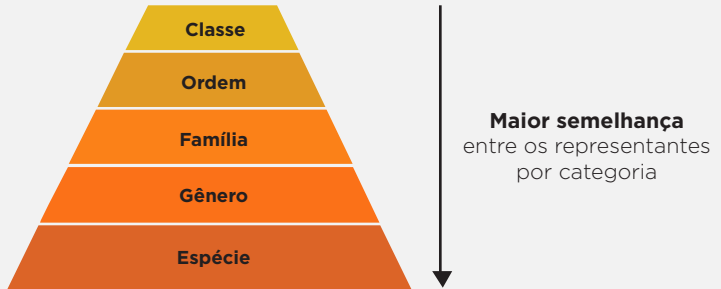 Classe
Ordem
Família
Gênero
Espécie
Maior semelhança
entre os representantes
por categoria